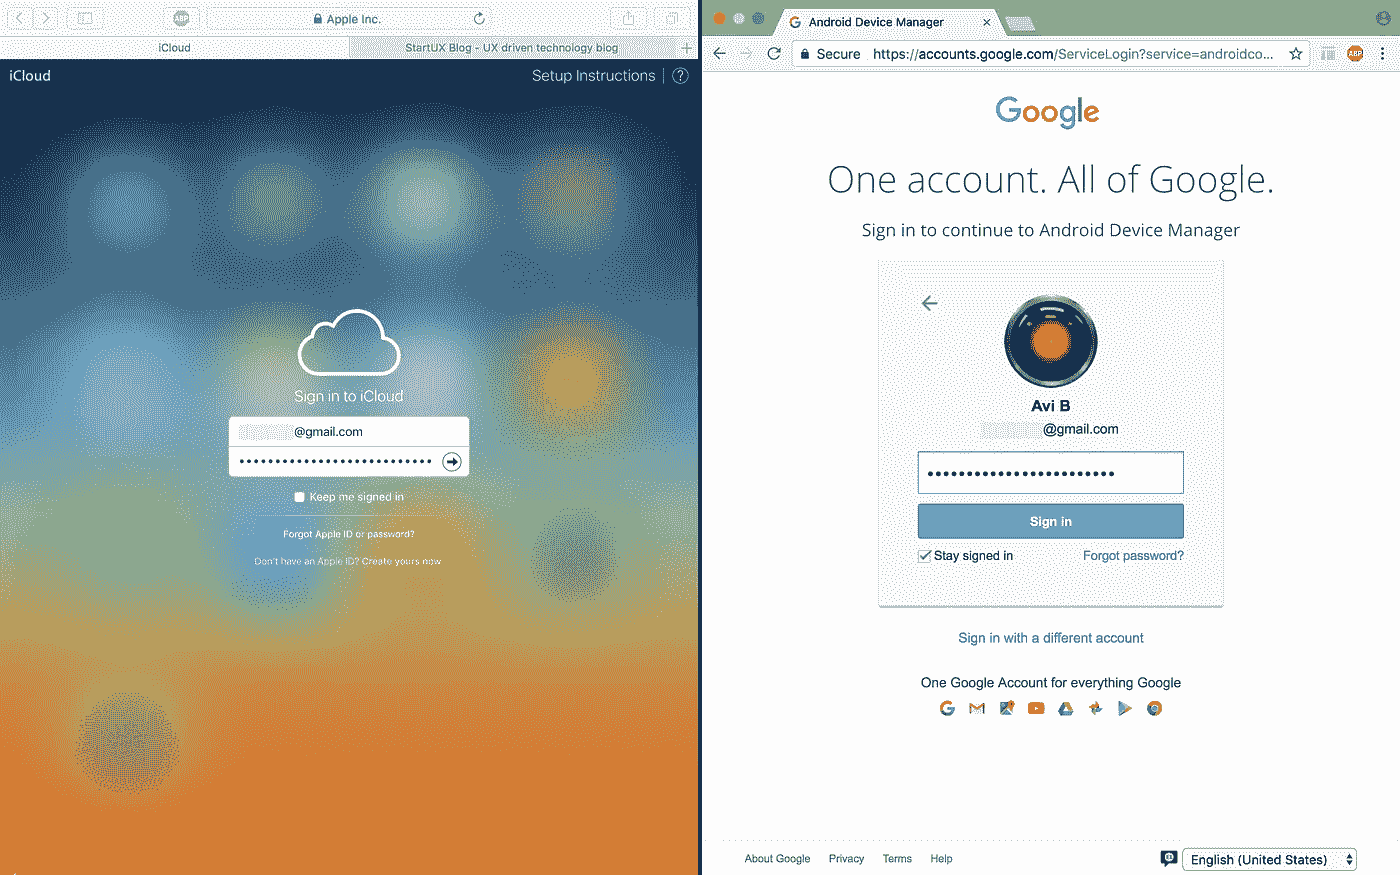 Apple Inc.
iCloud
StartUX Blog - UX driven technology blog
iCloud
Setup Instructions
Sign in to iCloud
@gmail.com
Keep me signed in
Forgot Apple ID or password?
Don't have an Apple ID? Create yours now.
Android Device Manager
Secure https://accounts.google.com/ServiceLogin?service=androidco...
ABP
Google
One account. All of Google.
Sign in to continue to Android Device Manager
Avi B
@gmail.com
Sign in
Stay signed in
Forgot password?
Sign in with a different account
One Google Account for everything Google
About Google Privacy Terms Help
English (United States)